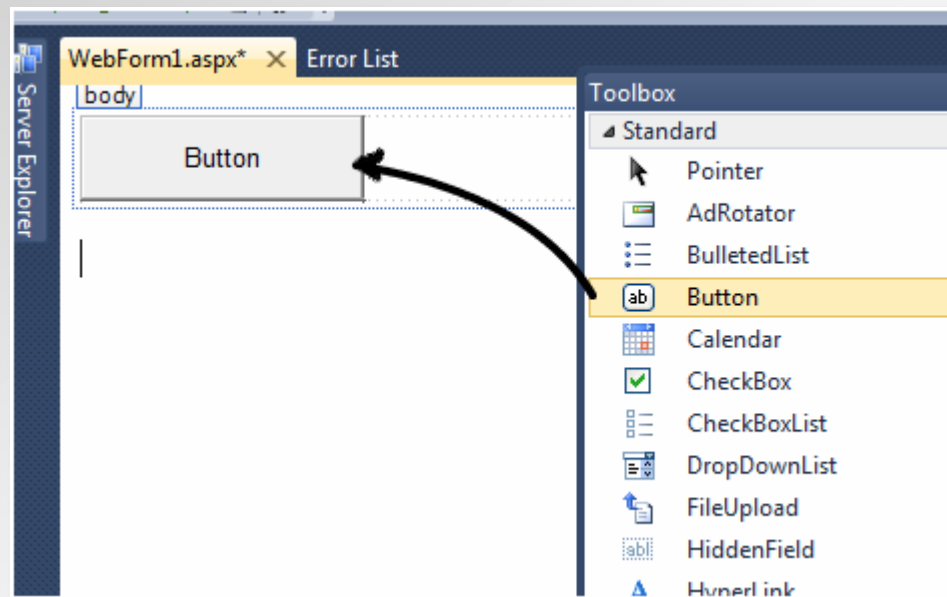 WebForm1.aspx*
Error List
Server Explorer
body
Button
Toolbox
Standard
Pointer
AdRotator
BulletedList
ab Button
Calendar
CheckBox
CheckBoxList
DropDownList
FileUpload
abl HiddenField
A HyperLink